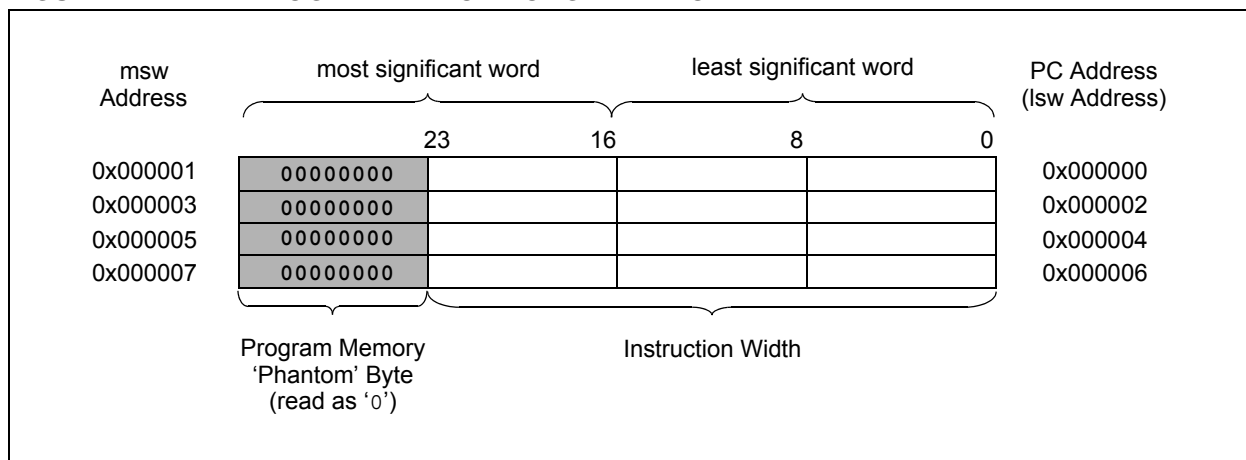 msw
Address
most significant word
least significant word
PC Address
(lsw Address)
23 16 8 0
0x000001 00000000 0x000000
0x000003 00000000 0x000002
0x000005 00000000 0x000004
0x000007 00000000 0x000006
Program Memory
‘Phantom’ Byte
(read as ‘0’)
Instruction Width